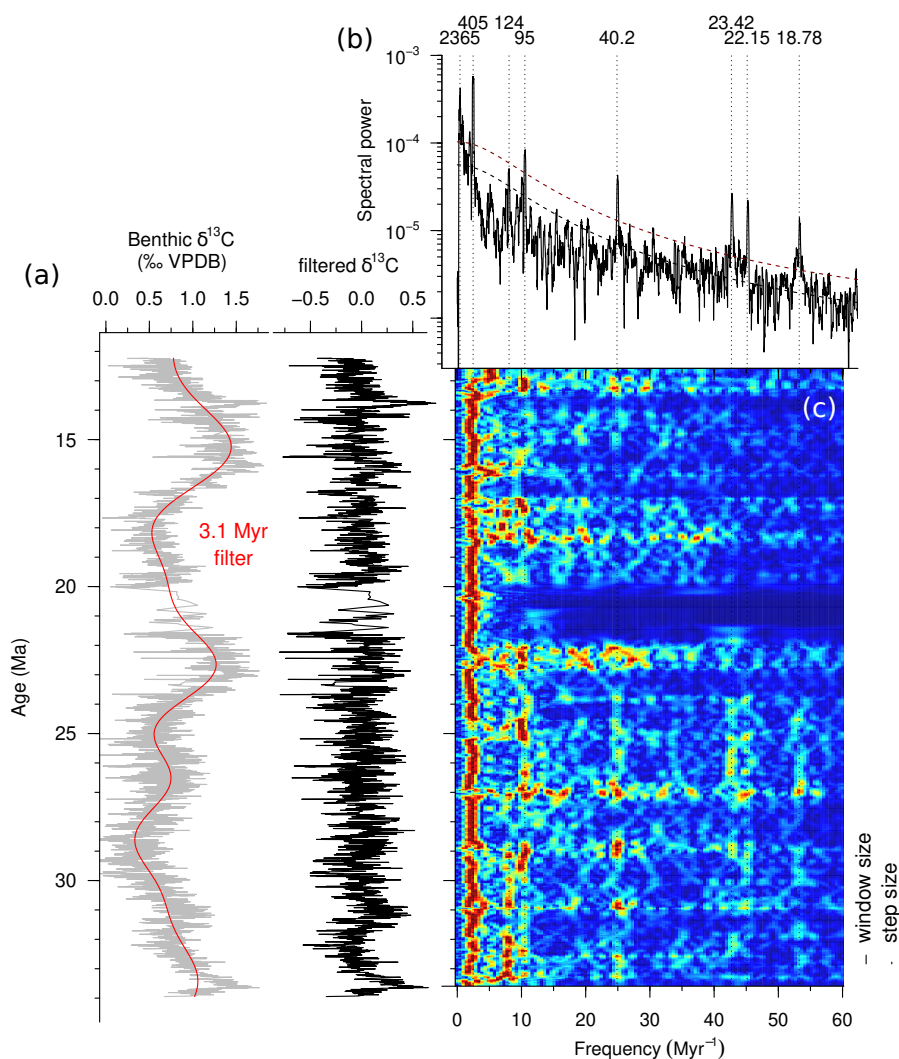 (a)
Benthic δ¹³C
(‰ VPDB)
0.0 0.5 1.0 1.5
filtered δ¹³C
−0.5 0.0 0.5
3.1 Myr
filter
Age (Ma)
15
20
25
30
(b)
405 124 23.42
2365 95 40.2 22.15 18.78
Spectral power
10⁻³
10⁻⁴
10⁻⁵
(c)
0 10 20 30 40 50 60
Frequency (Myr⁻¹)
– window size
- step size